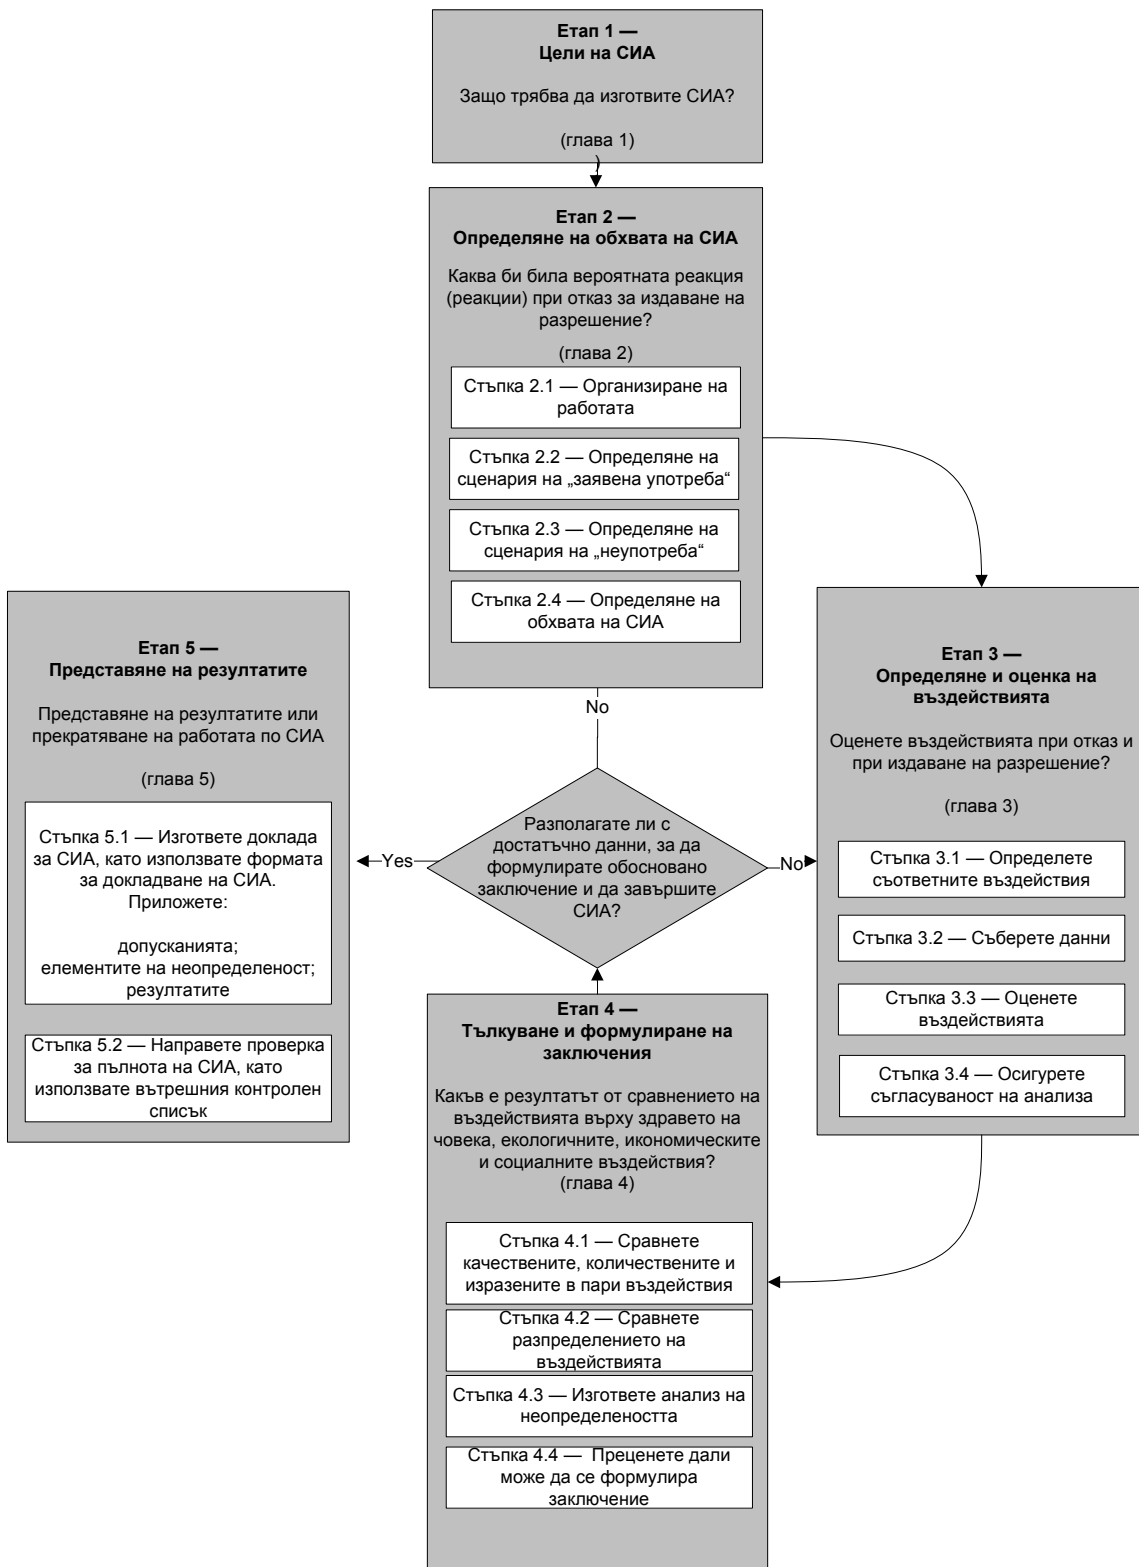 Етап 1 —
Цели на СИА
Защо трябва да изготвите СИА?
(глава 1)
)
Етап 2 —
Определяне на обхвата на СИА
Каква би била вероятната реакция
(реакции) при отказ за издаване на
разрешение?
(глава 2)
Стъпка 2.1 — Организиране на
работата
Стъпка 2.2 — Определяне на
сценария на „заявена употреба“
Стъпка 2.3 — Определяне на
сценария на „неупотреба“
Стъпка 2.4 — Определяне на
обхвата на СИА
Етап 3 —
Определяне и оценка на
въздействията
Оценете въздействията при отказ и
при издаване на разрешение?
(глава 3)
Стъпка 3.1 — Определете
съответните въздействия
Стъпка 3.2 — Съберете данни
Стъпка 3.3 — Оценете
въздействията
Стъпка 3.4 — Осигурете
съгласуваност на анализа
Етап 4 —
Тълкуване и формулиране на
заключения
Какъв е резултатът от сравнението на
въздействията върху здравето на
човека, екологичните, икономическите
и социалните въздействия?
(глава 4)
Стъпка 4.1 — Сравнете
качествените, количествените и
изразените в пари въздействия
Стъпка 4.2 — Сравнете
разпределението на
въздействията
Стъпка 4.3 — Изгответе анализ на
неопределеността
Стъпка 4.4 — Преценете дали
може да се формулира
заключение
Разполагате ли с
достатъчно данни, за да
формулирате обосновано
заключение и да завършите
СИА?
No
No
Yes
Етап 5 —
Представяне на резултатите
Представяне на резултатите или
прекратяване на работата по СИА
(глава 5)
Стъпка 5.1 — Изгответе доклада
за СИА, като използвате формата
за докладване на СИА.
Приложете:
допусканията;
елементите на неопределеност;
резултатите
Стъпка 5.2 — Направете проверка
за пълнота на СИА, като
използвате вътрешния контролен
списък